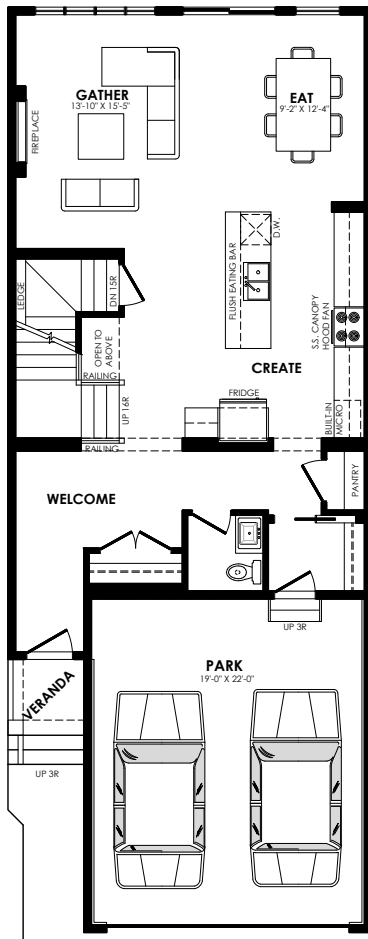 GATHER
13'-10" X 15'-5"
EAT
9'-2" X 12'-4"
FIREPLACE
D.W.
FLUSH EATING BAR
LEDGE
DN 15R
OPEN TO
ABOVE
S.S. CANOPY
HOOD FAN
RAILING
CREATE
FRIDGE
UP 16R
BUILT-IN
MICRO
RAILING
PANTRY
WELCOME
UP 3R
PARK
19'-0" X 22'-0"
VERANDA
UP 3R